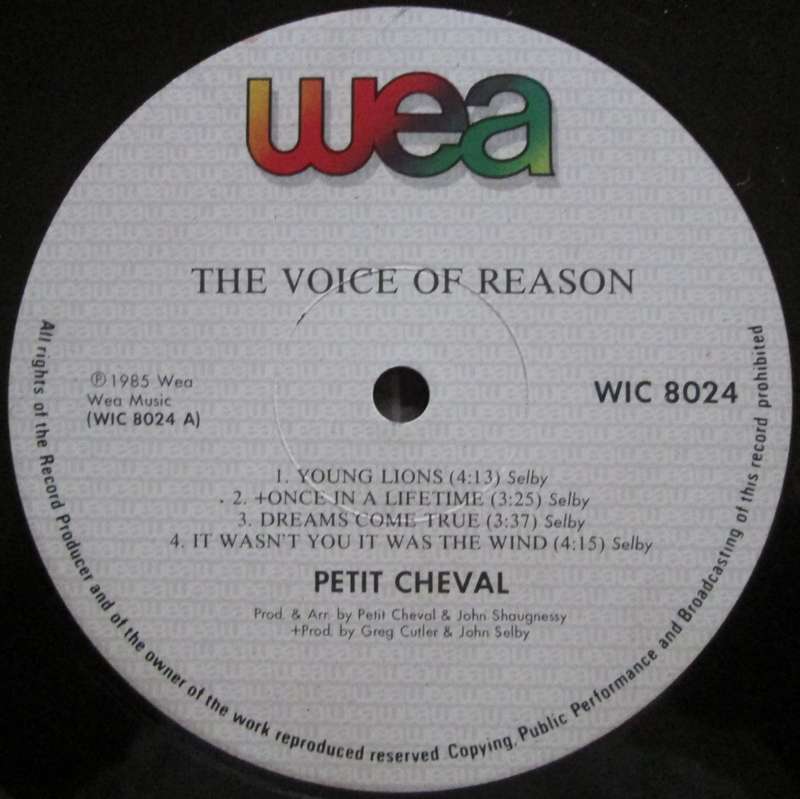 wea
THE VOICE OF REASON
℗ 1985 Wea
Wea Music
(WIC 8024 A)
WIC 8024
1. YOUNG LIONS (4:13) Selby
. 2. +ONCE IN A LIFETIME (3:25) Selby
3. DREAMS COME TRUE (3:37) Selby
4. IT WASN'T YOU IT WAS THE WIND (4:15) Selby
PETIT CHEVAL
Prod. & Arr. by Petit Cheval & John Shaugnessy
+Prod. by Greg Cutler & John Selby
All rights of the Record Producer and of the owner of the work reproduced reserved Copying, Public Performance and Broadcasting of this record prohibited